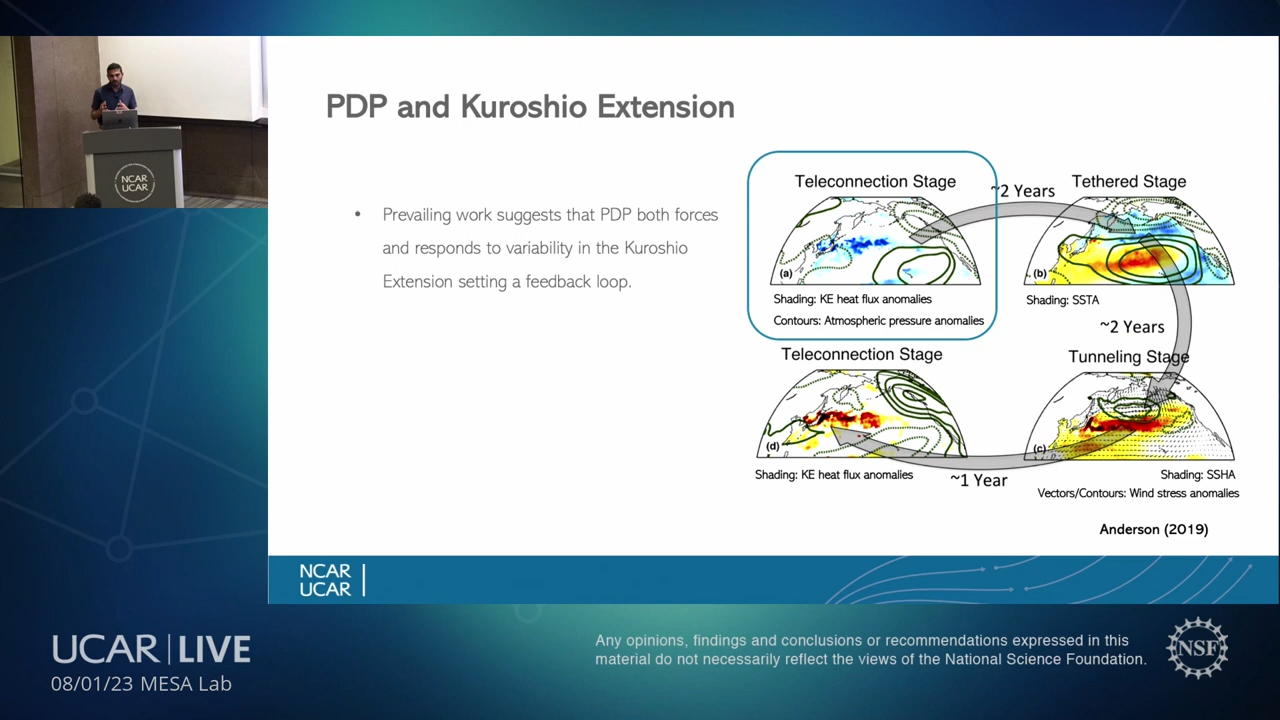 NCAR
UCAR
PDP and Kuroshio Extension
• Prevailing work suggests that PDP both forces
and responds to variability in the Kuroshio
Extension setting a feedback loop.
Teleconnection Stage
~2 Years
Tethered Stage
(a)
(b)
Shading: KE heat flux anomalies
Contours: Atmospheric pressure anomalies
Shading: SSTA
~2 Years
Teleconnection Stage
Tunneling Stage
(d)
(c)
Shading: KE heat flux anomalies
~1 Year
Shading: SSHA
Vectors/Contours: Wind stress anomalies
Anderson (2019)
NCAR
UCAR
UCAR | LIVE
08/01/23 MESA Lab
Any opinions, findings and conclusions or recommendations expressed in this
material do not necessarily reflect the views of the National Science Foundation.
NSF